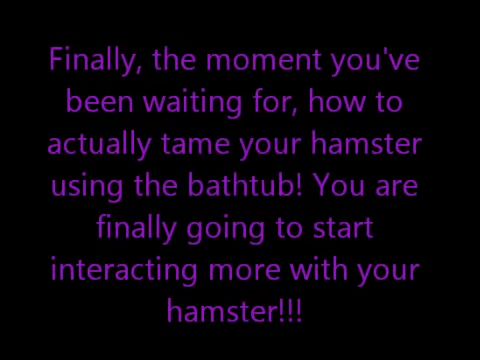 Finally, the moment you've
been waiting for, how to
actually tame your hamster
using the bathtub! You are
finally going to start
interacting more with your
hamster!!!